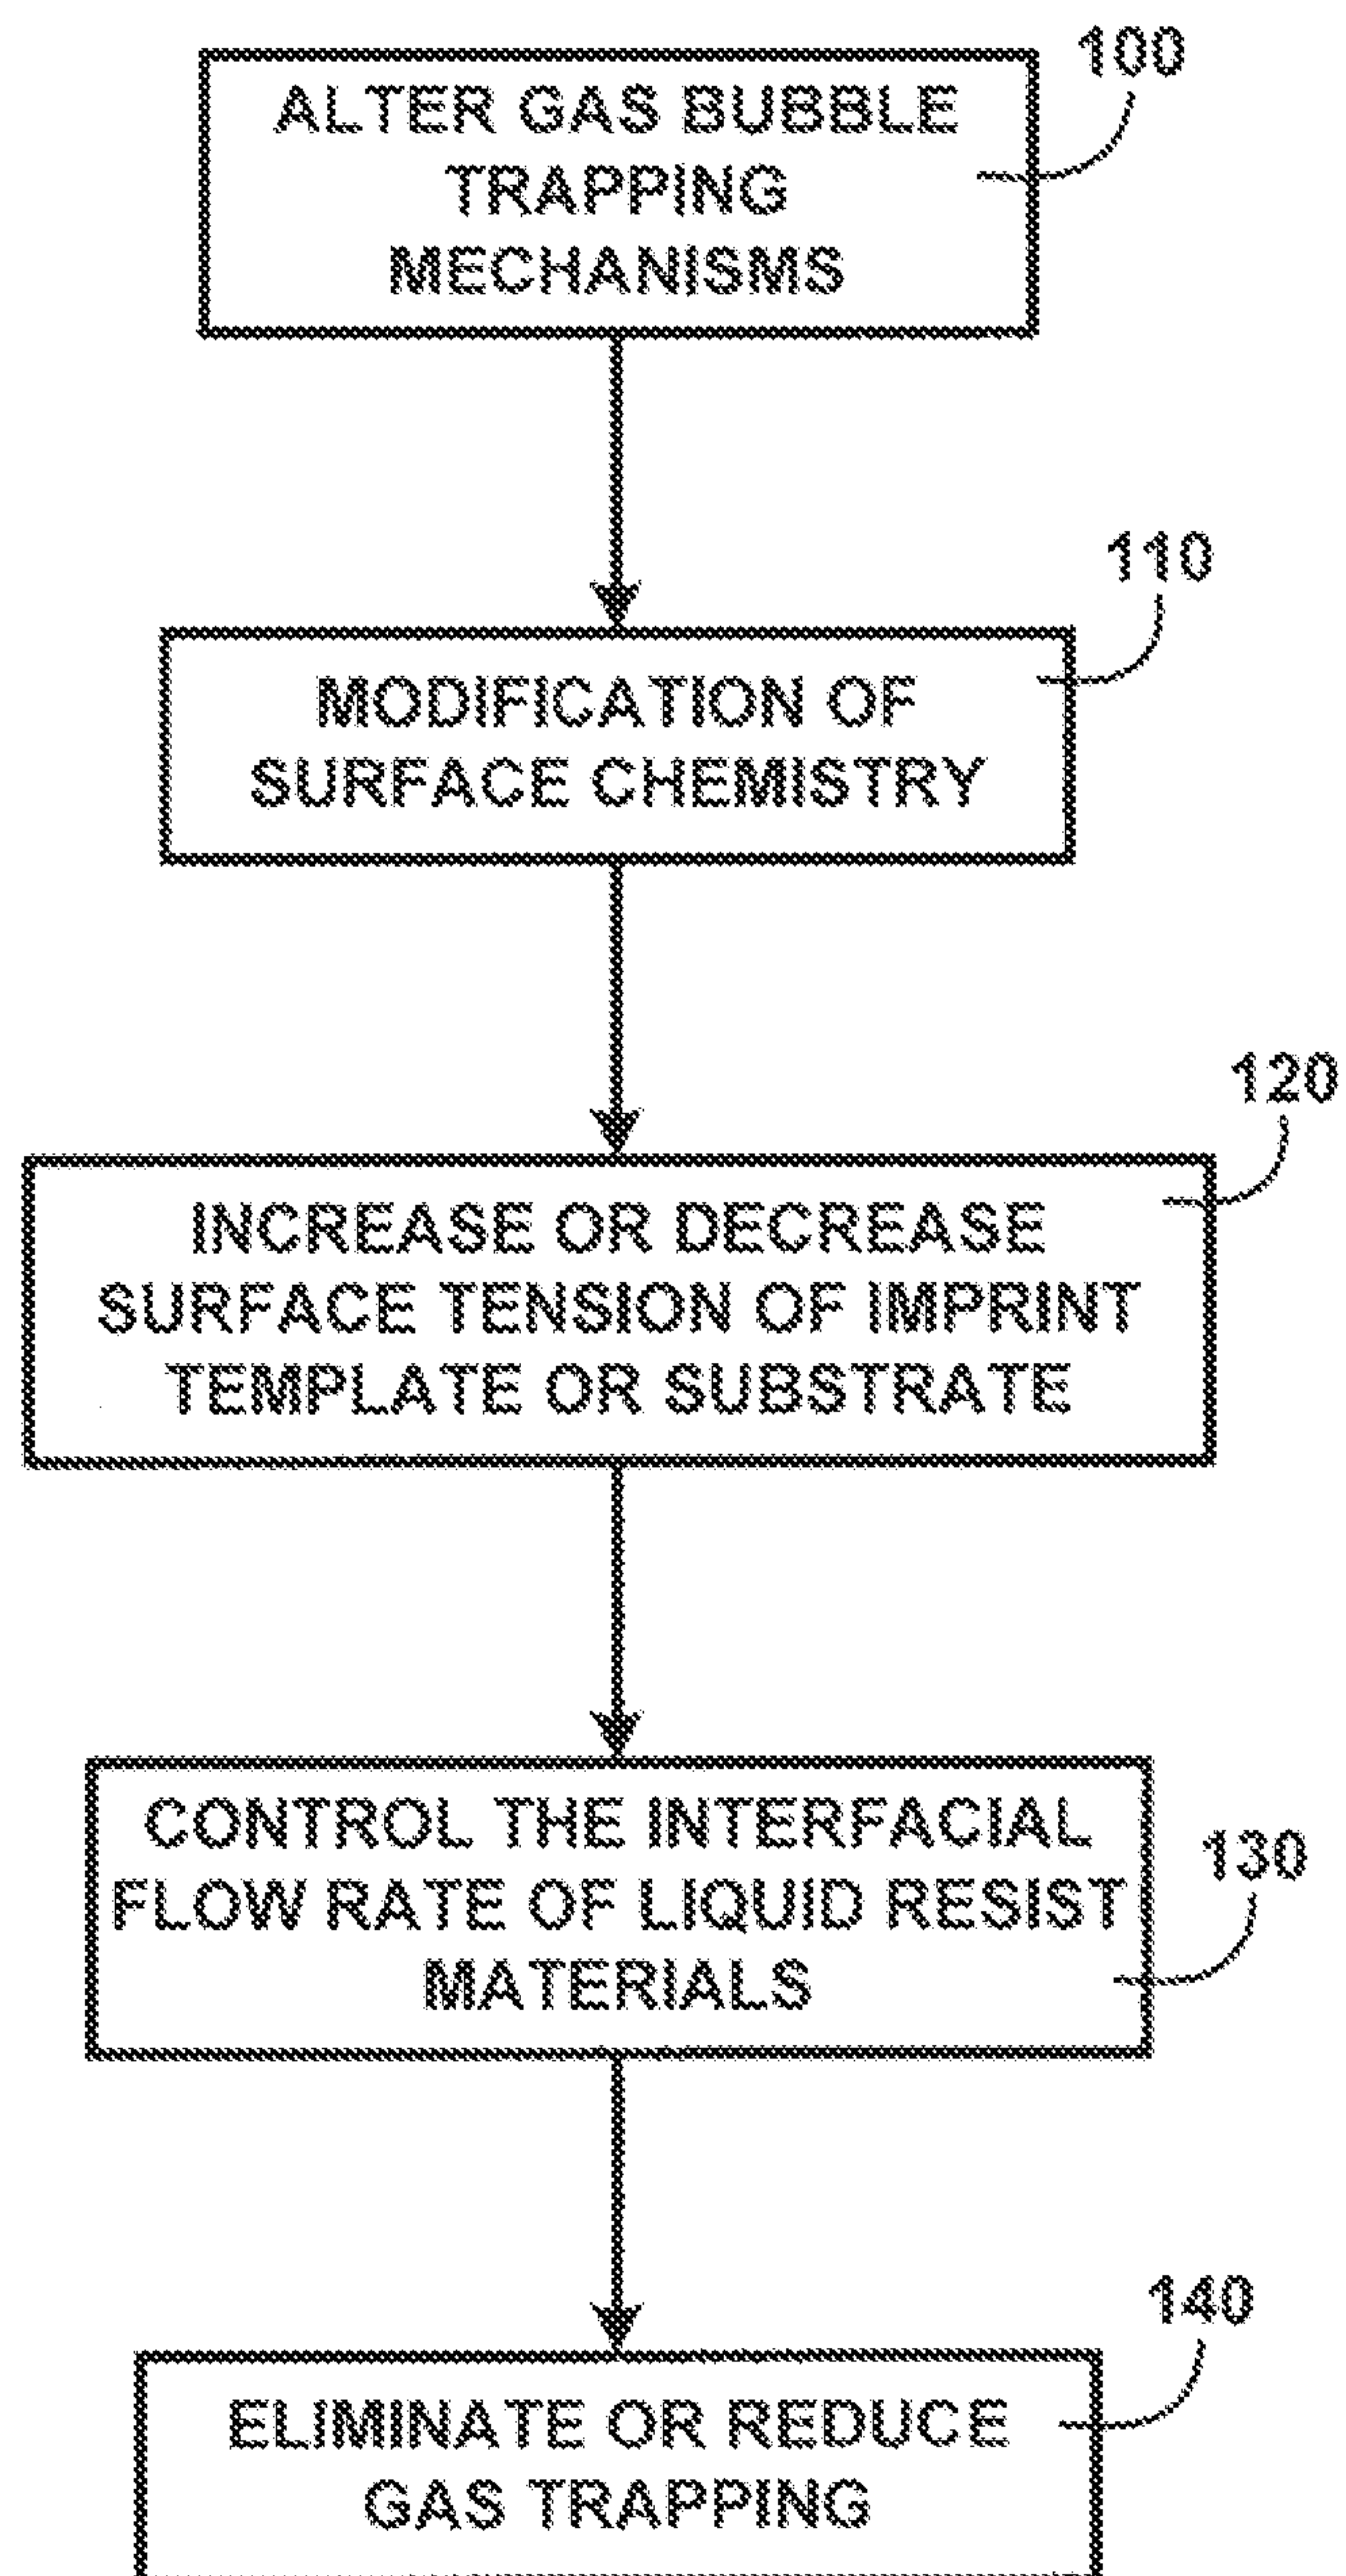 100
ALTER GAS BUBBLE
TRAPPING
MECHANISMS
110
MODIFICATION OF
SURFACE CHEMISTRY
120
INCREASE OR DECREASE
SURFACE TENSION OF IMPRINT
TEMPLATE OR SUBSTRATE
CONTROL THE INTERFACIAL
130
FLOW RATE OF LIQUID RESIST
MATERIALS
140
ELIMINATE OR REDUCE
GAS TRAPPING